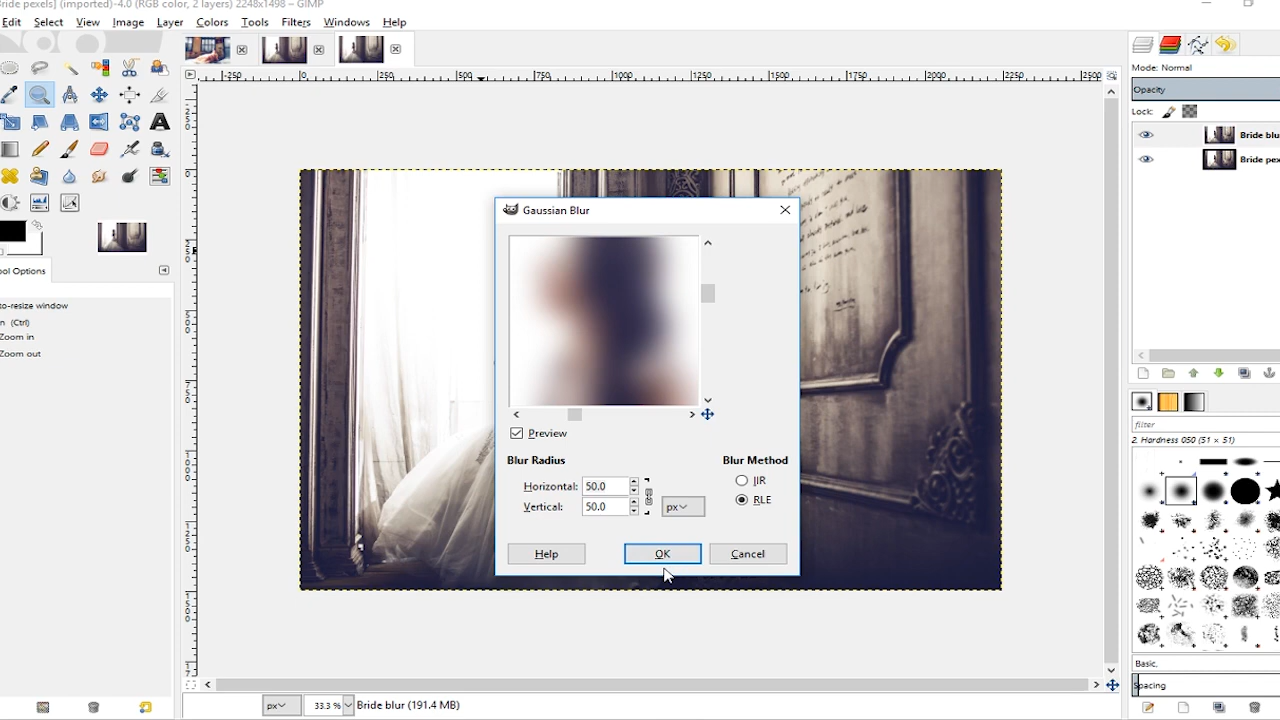 Bride pexels] (imported)-4.0 (RGB color, 2 layers) 2248x1498 – GIMP
Edit Select View Image Layer Colors Tools Filters Windows Help
-250 0 250 500 750 1000 1250 1500 1750 2000 2250 2500
Mode: Normal
Opacity
Lock:
Bride blu
Bride pex
Gaussian Blur
Preview
Blur Radius
Blur Method
Horizontal: 50.0
Vertical: 50.0
px
IIR
RLE
Help OK Cancel
ool Options
to-resize window
n (Ctrl)
Zoom in
Zoom out
filter
2. Hardness 050 (51 × 51)
Basic,
Spacing
px 33.3 % Bride blur (191.4 MB)